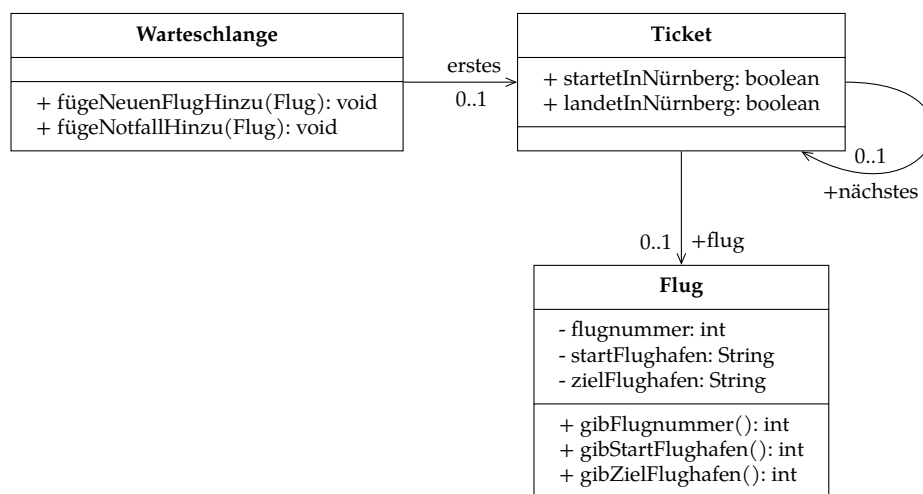 Warteschlange
+ fügeNeuenFlugHinzu(Flug): void
+ fügeNotfallHinzu(Flug): void
erstes
0..1
Ticket
+ startetInNürnberg: boolean
+ landetInNürnberg: boolean
0..1
+nächstes
0..1 +flug
Flug
- flugnummer: int
- startFlughafen: String
- zielFlughafen: String
+ gibFlugnummer(): int
+ gibStartFlughafen(): int
+ gibZielFlughafen(): int